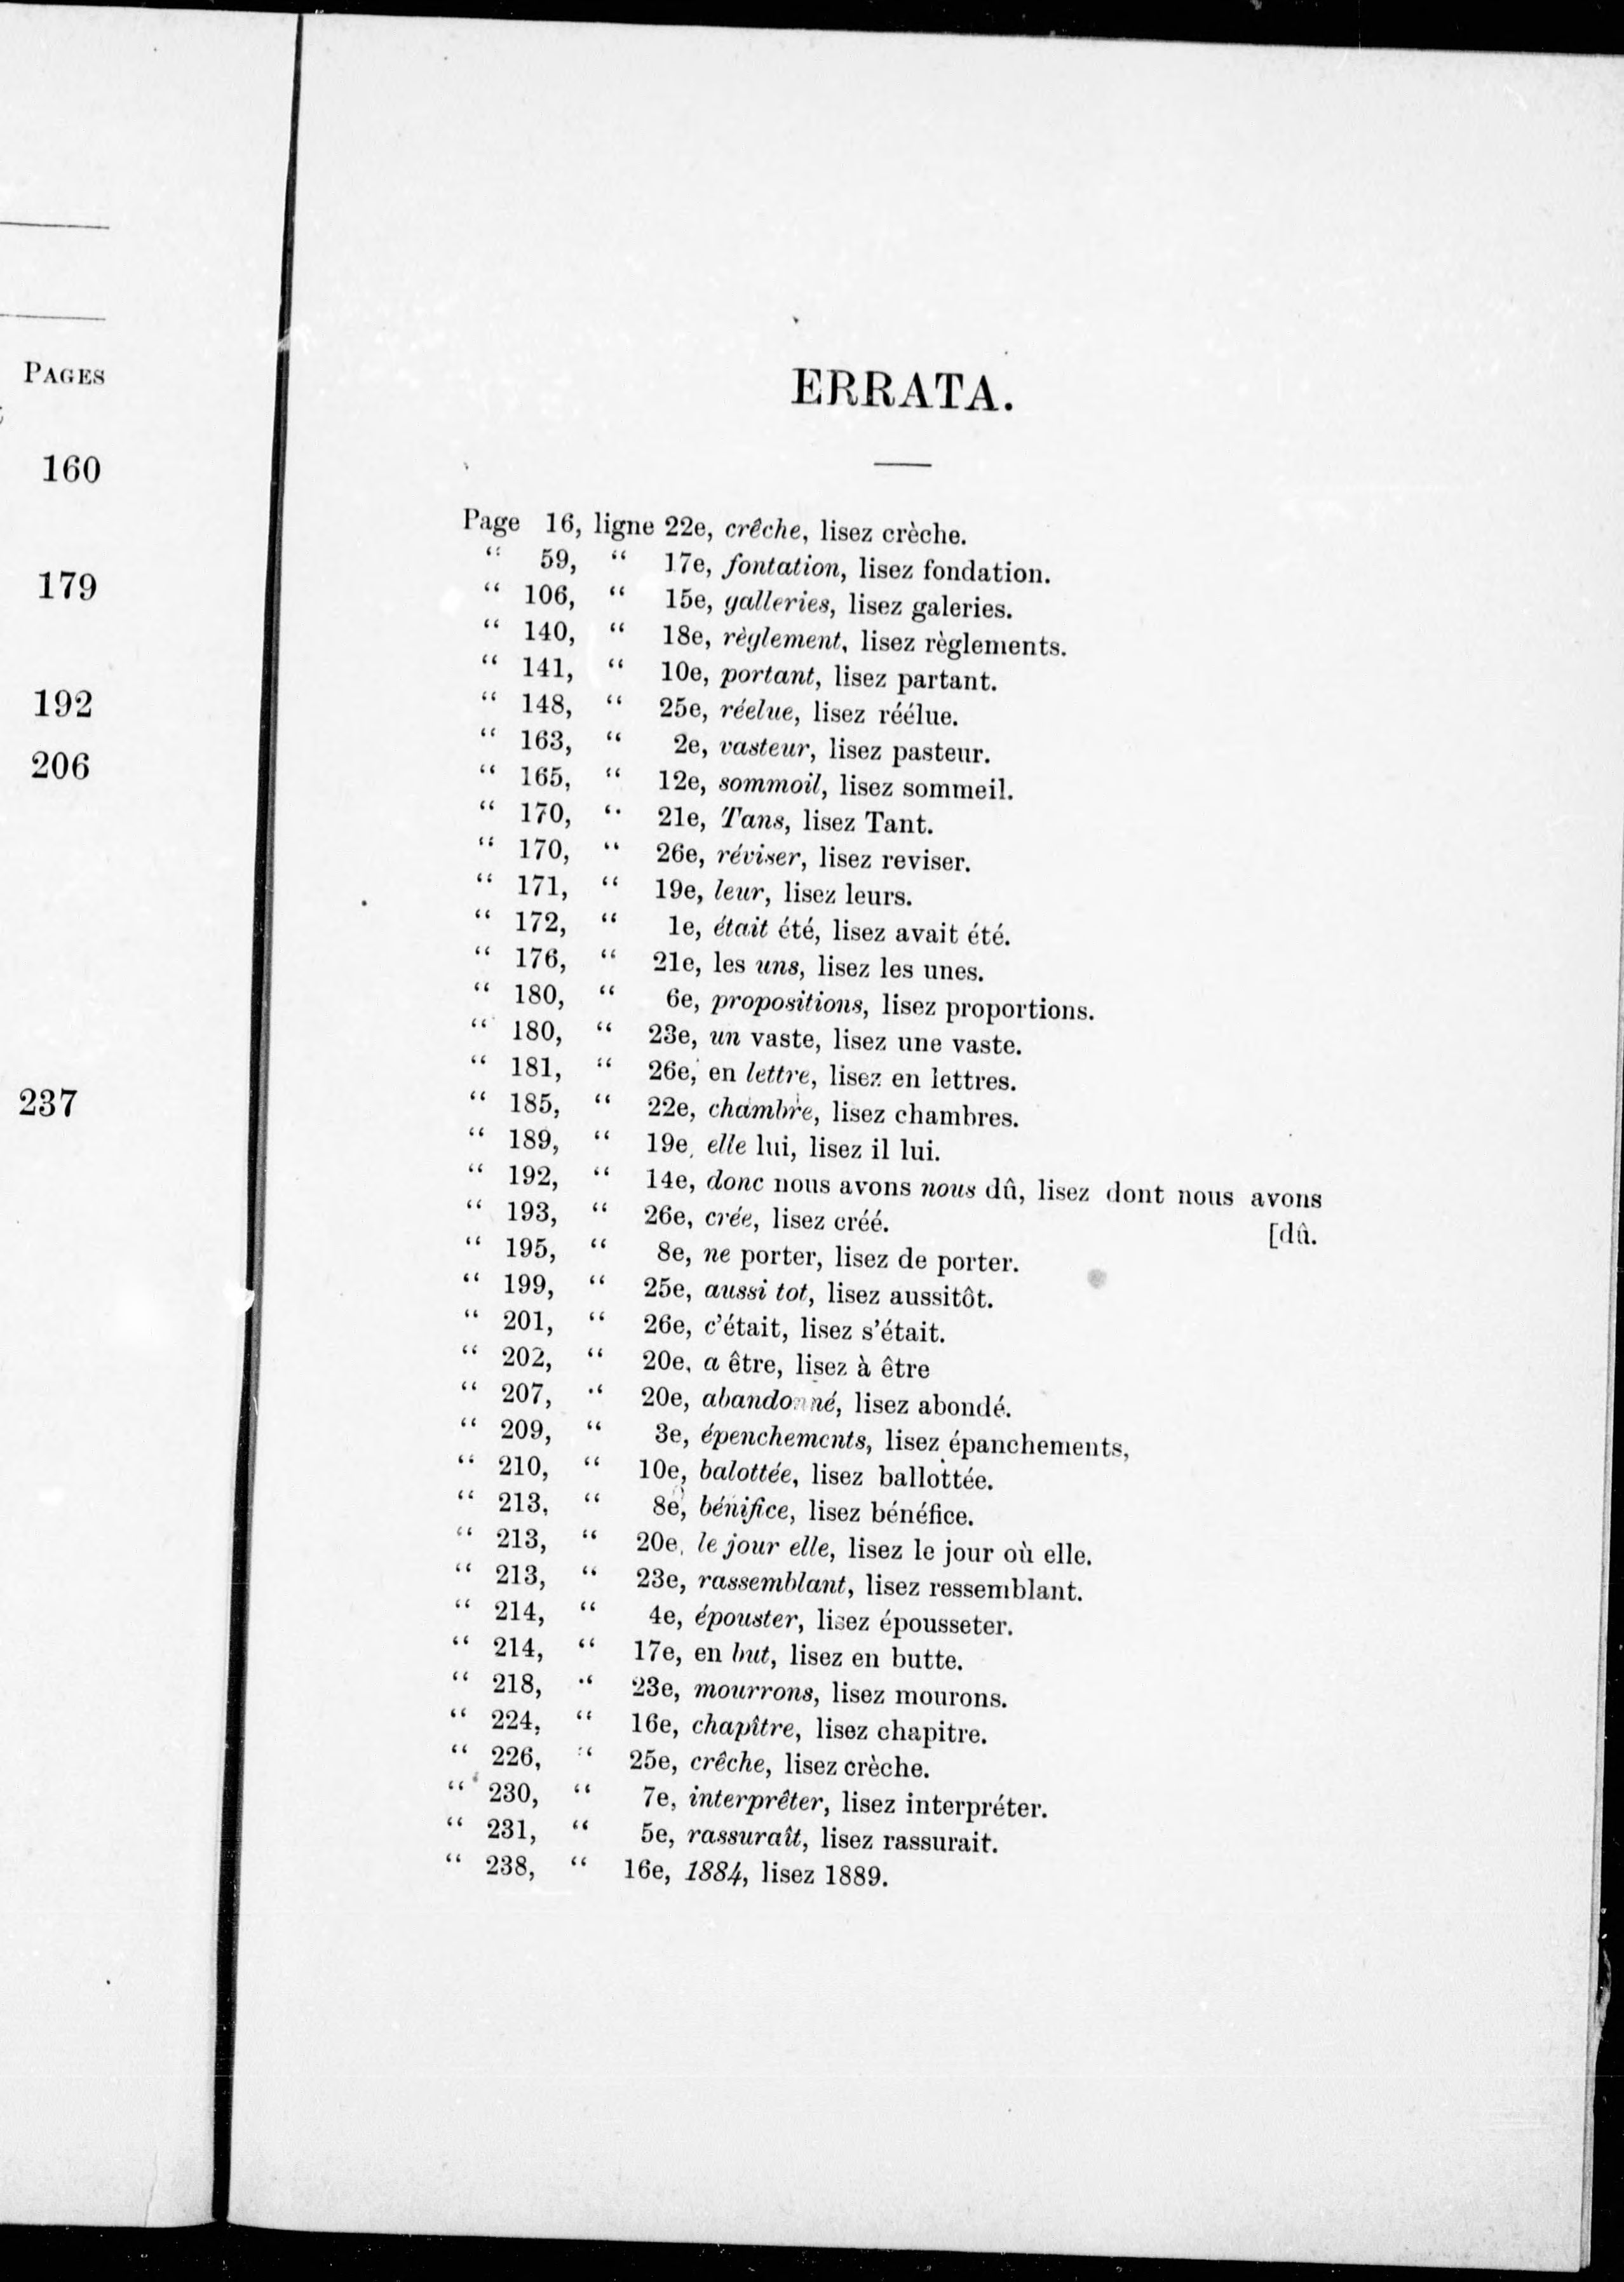 PAGES
160
179
192
206
237
ERRATA.
Page 16, ligne 22e, crêche, lisez crèche.
“ 59, “ 17e, fontation, lisez fondation.
“ 106, “ 15e, galleries, lisez galeries.
“ 140, “ 18e, règlement, lisez règlements.
“ 141, “ 10e, portant, lisez partant.
“ 148, “ 25e, réelue, lisez réélue.
“ 163, “ 2e, vasteur, lisez pasteur.
“ 165, “ 12e, sommoil, lisez sommeil.
“ 170, “ 21e, Tans, lisez Tant.
“ 170, “ 26e, réviser, lisez reviser.
“ 171, “ 19e, leur, lisez leurs.
“ 172, “ 1e, était été, lisez avait été.
“ 176, “ 21e, les uns, lisez les unes.
“ 180, “ 6e, propositions, lisez proportions.
“ 180, “ 23e, un vaste, lisez une vaste.
“ 181, “ 26e, en lettre, lisez en lettres.
“ 185, “ 22e, chambre, lisez chambres.
“ 189, “ 19e, elle lui, lisez il lui.
“ 192, “ 14e, donc nous avons nous dû, lisez dont nous avons
“ 193, “ 26e, crée, lisez créé. [dû.
“ 195, “ 8e, ne porter, lisez de porter.
“ 199, “ 25e, aussi tot, lisez aussitôt.
“ 201, “ 26e, c’était, lisez s’était.
“ 202, “ 20e, a être, lisez à être
“ 207, “ 20e, abandonné, lisez abondé.
“ 209, “ 3e, épenchements, lisez épanchements,
“ 210, “ 10e, balottée, lisez ballottée.
“ 213, “ 8e, bénifice, lisez bénéfice.
“ 213, “ 20e, le jour elle, lisez le jour où elle.
“ 213, “ 23e, rassemblant, lisez ressemblant.
“ 214, “ 4e, épouster, lisez épousseter.
“ 214, “ 17e, en but, lisez en butte.
“ 218, “ 23e, mourrons, lisez mourons.
“ 224, “ 16e, chapître, lisez chapitre.
“ 226, “ 25e, crêche, lisez crèche.
“ 230, “ 7e, interprêter, lisez interpréter.
“ 231, “ 5e, rassuraît, lisez rassurait.
“ 238, “ 16e, 1884, lisez 1889.